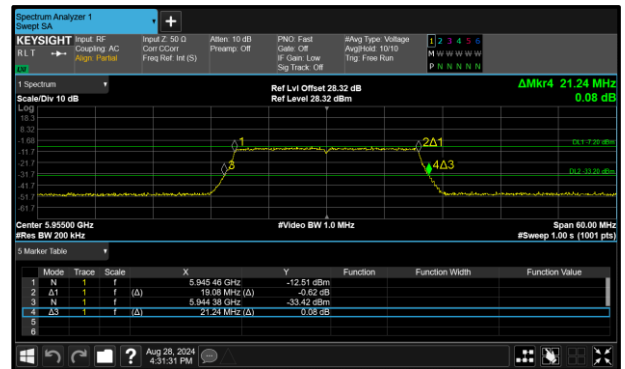 Spectrum Analyzer 1
Swept SA
+
KEYSIGHT Input: RF Input Z: 50 Ω Atten: 10 dB PNO: Fast #Avg Type: Voltage 1 2 3 4 5 6
RLT Coupling: AC Corr CCorr Preamp: Off Gate: Off Avg|Hold: 10/10 M W W W W W
Align: Partial Freq Ref: Int (S) IF Gain: Low Trig: Free Run
Sig Track: Off P N N N N N
LXI
1 Spectrum Ref Lvl Offset 28.32 dB ΔMkr4 21.24 MHz
Scale/Div 10 dB Ref Level 28.32 dBm 0.08 dB
Log
18.3
8.32
-1.68 1 2Δ1 DL1 -7.20 dBm
-11.7
-21.7 3 4Δ3
-31.7 DL2 -33.20 dBm
-41.7
-51.7
-61.7
Center 5.95500 GHz #Video BW 1.0 MHz Span 60.00 MHz
#Res BW 200 kHz #Sweep 1.00 s (1001 pts)
5 Marker Table
Mode Trace Scale X Y Function Function Width Function Value
1 N 1 f 5.945 46 GHz -12.51 dBm
2 Δ1 1 f (Δ) 19.08 MHz (Δ) -0.62 dB
3 N 1 f 5.944 38 GHz -33.42 dBm
4 Δ3 1 f (Δ) 21.24 MHz (Δ) 0.08 dB
5
6
? Aug 28, 2024
4:31:31 PM